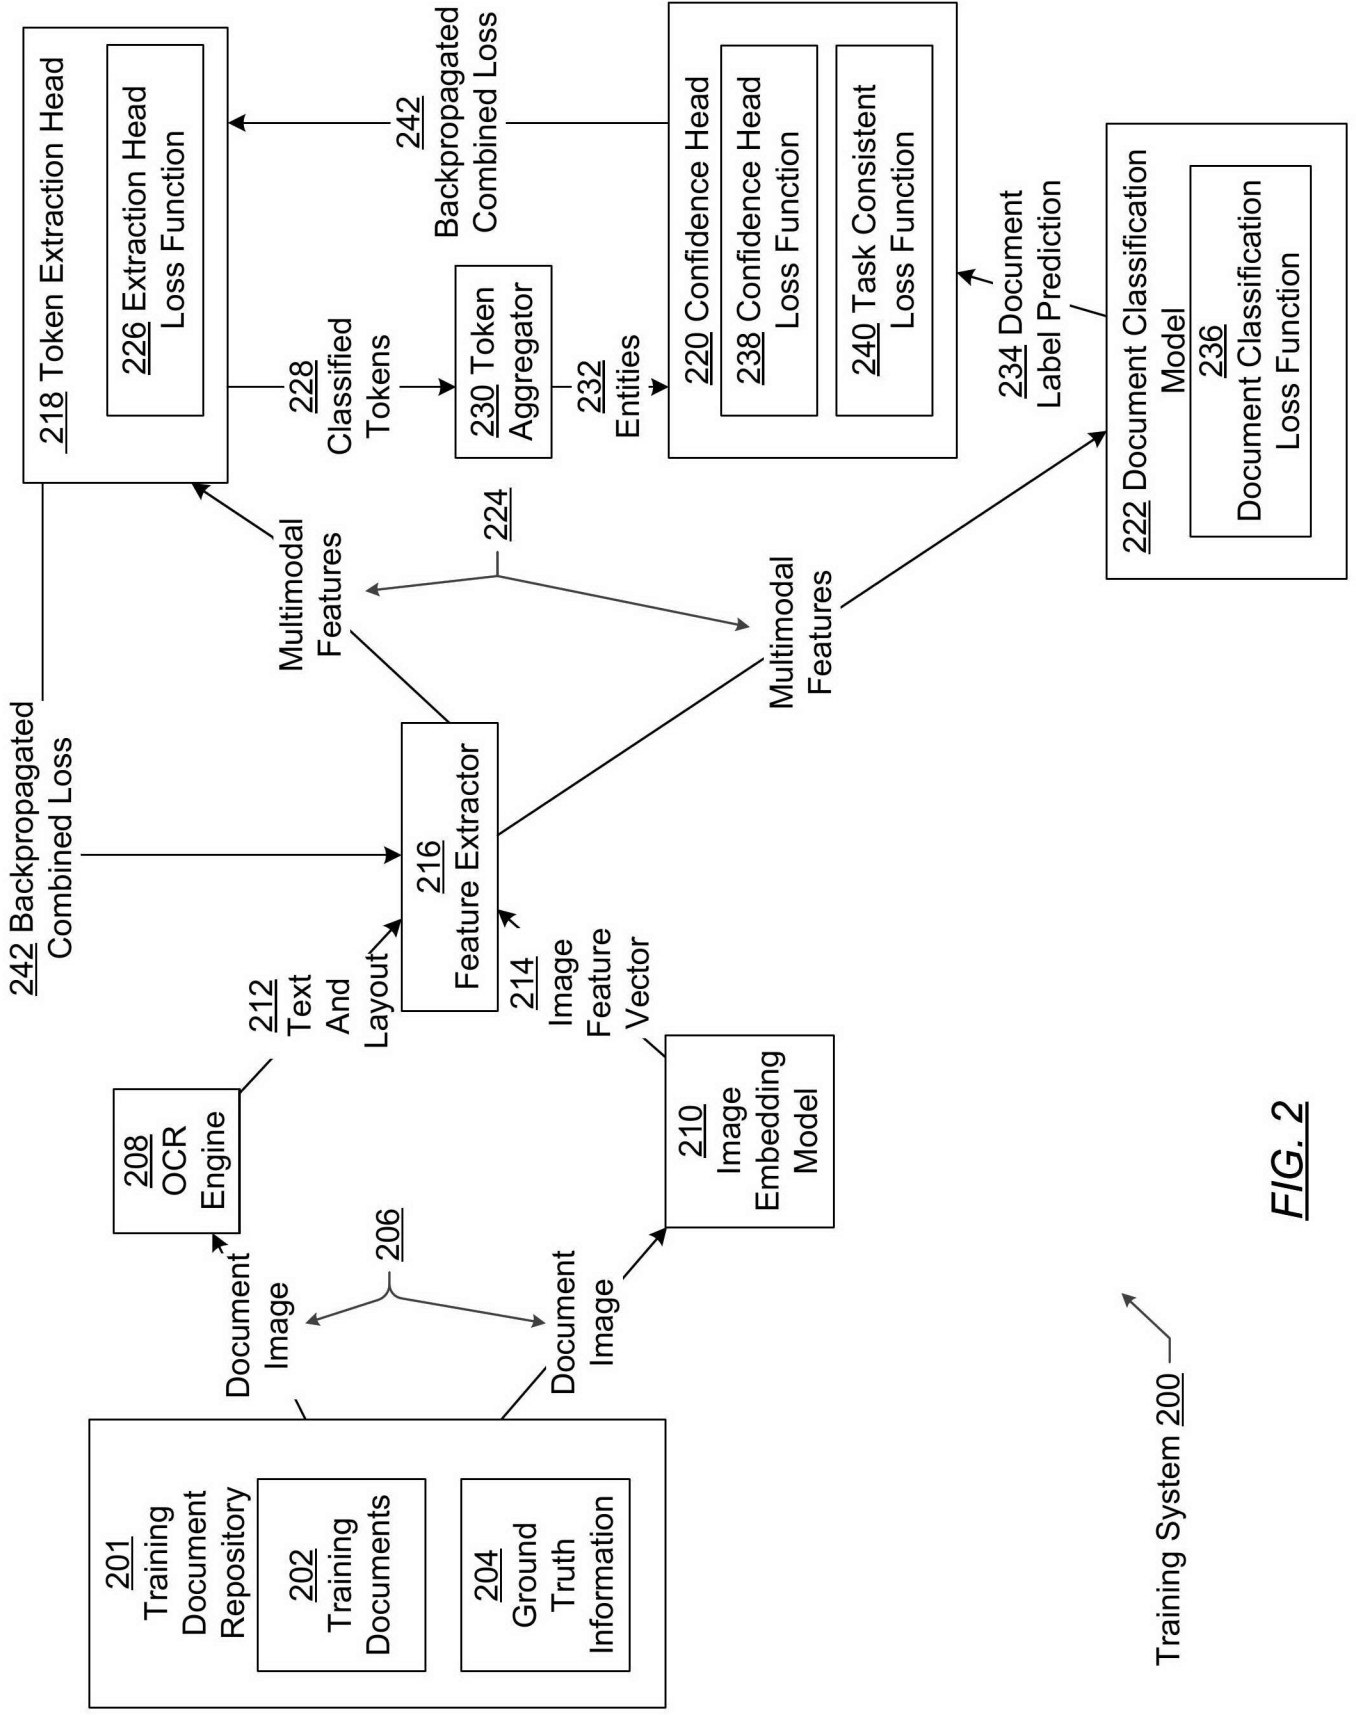 201
Training
Document
Repository
202
Training
Documents
204
Ground
Truth
Information
Document
Image
206
Document
Image
208
OCR
Engine
210
Image
Embedding
Model
212
Text
And
Layout
214
Image
Feature
Vector
242 Backpropagated
Combined Loss
216
Feature Extractor
Multimodal
Features
224
Multimodal
Features
218 Token Extraction Head
226 Extraction Head
Loss Function
228
Classified
Tokens
230 Token
Aggregator
232
Entities
242
Backpropagated
Combined Loss
220 Confidence Head
238 Confidence Head
Loss Function
240 Task Consistent
Loss Function
234 Document
Label Prediction
222 Document Classification
Model
236
Document Classification
Loss Function
Training System 200
FIG. 2